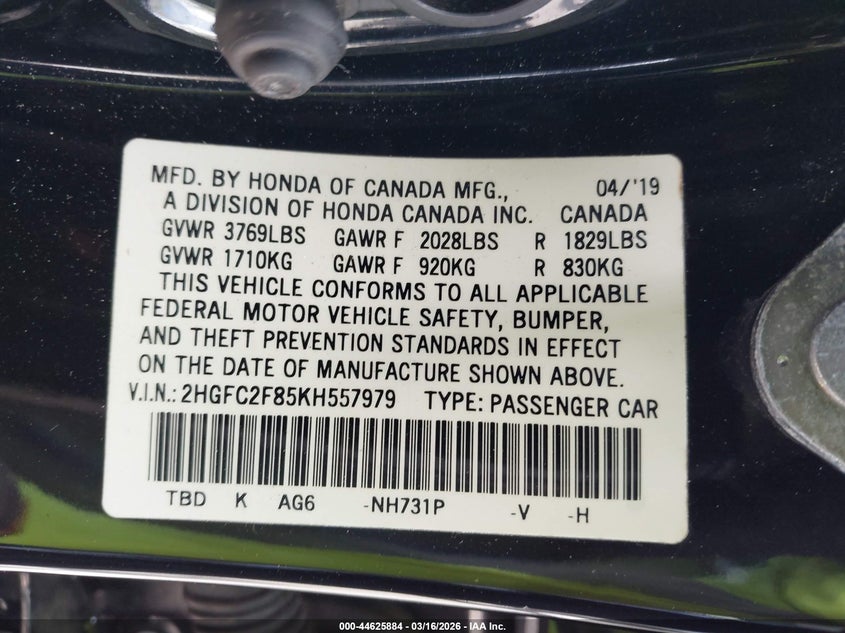 MFD. BY HONDA OF CANADA MFG., 04/'19
A DIVISION OF HONDA CANADA INC. CANADA
GVWR 3769LBS GAWR F 2028LBS R 1829LBS
GVWR 1710KG GAWR F 920KG R 830KG
THIS VEHICLE CONFORMS TO ALL APPLICABLE
FEDERAL MOTOR VEHICLE SAFETY, BUMPER,
AND THEFT PREVENTION STANDARDS IN EFFECT
ON THE DATE OF MANUFACTURE SHOWN ABOVE.
V.I.N.: 2HGFC2F85KH557979 TYPE: PASSENGER CAR
TBD K AG6 -NH731P -V -H
000-44625884 — 03/16/2026 — IAA Inc.